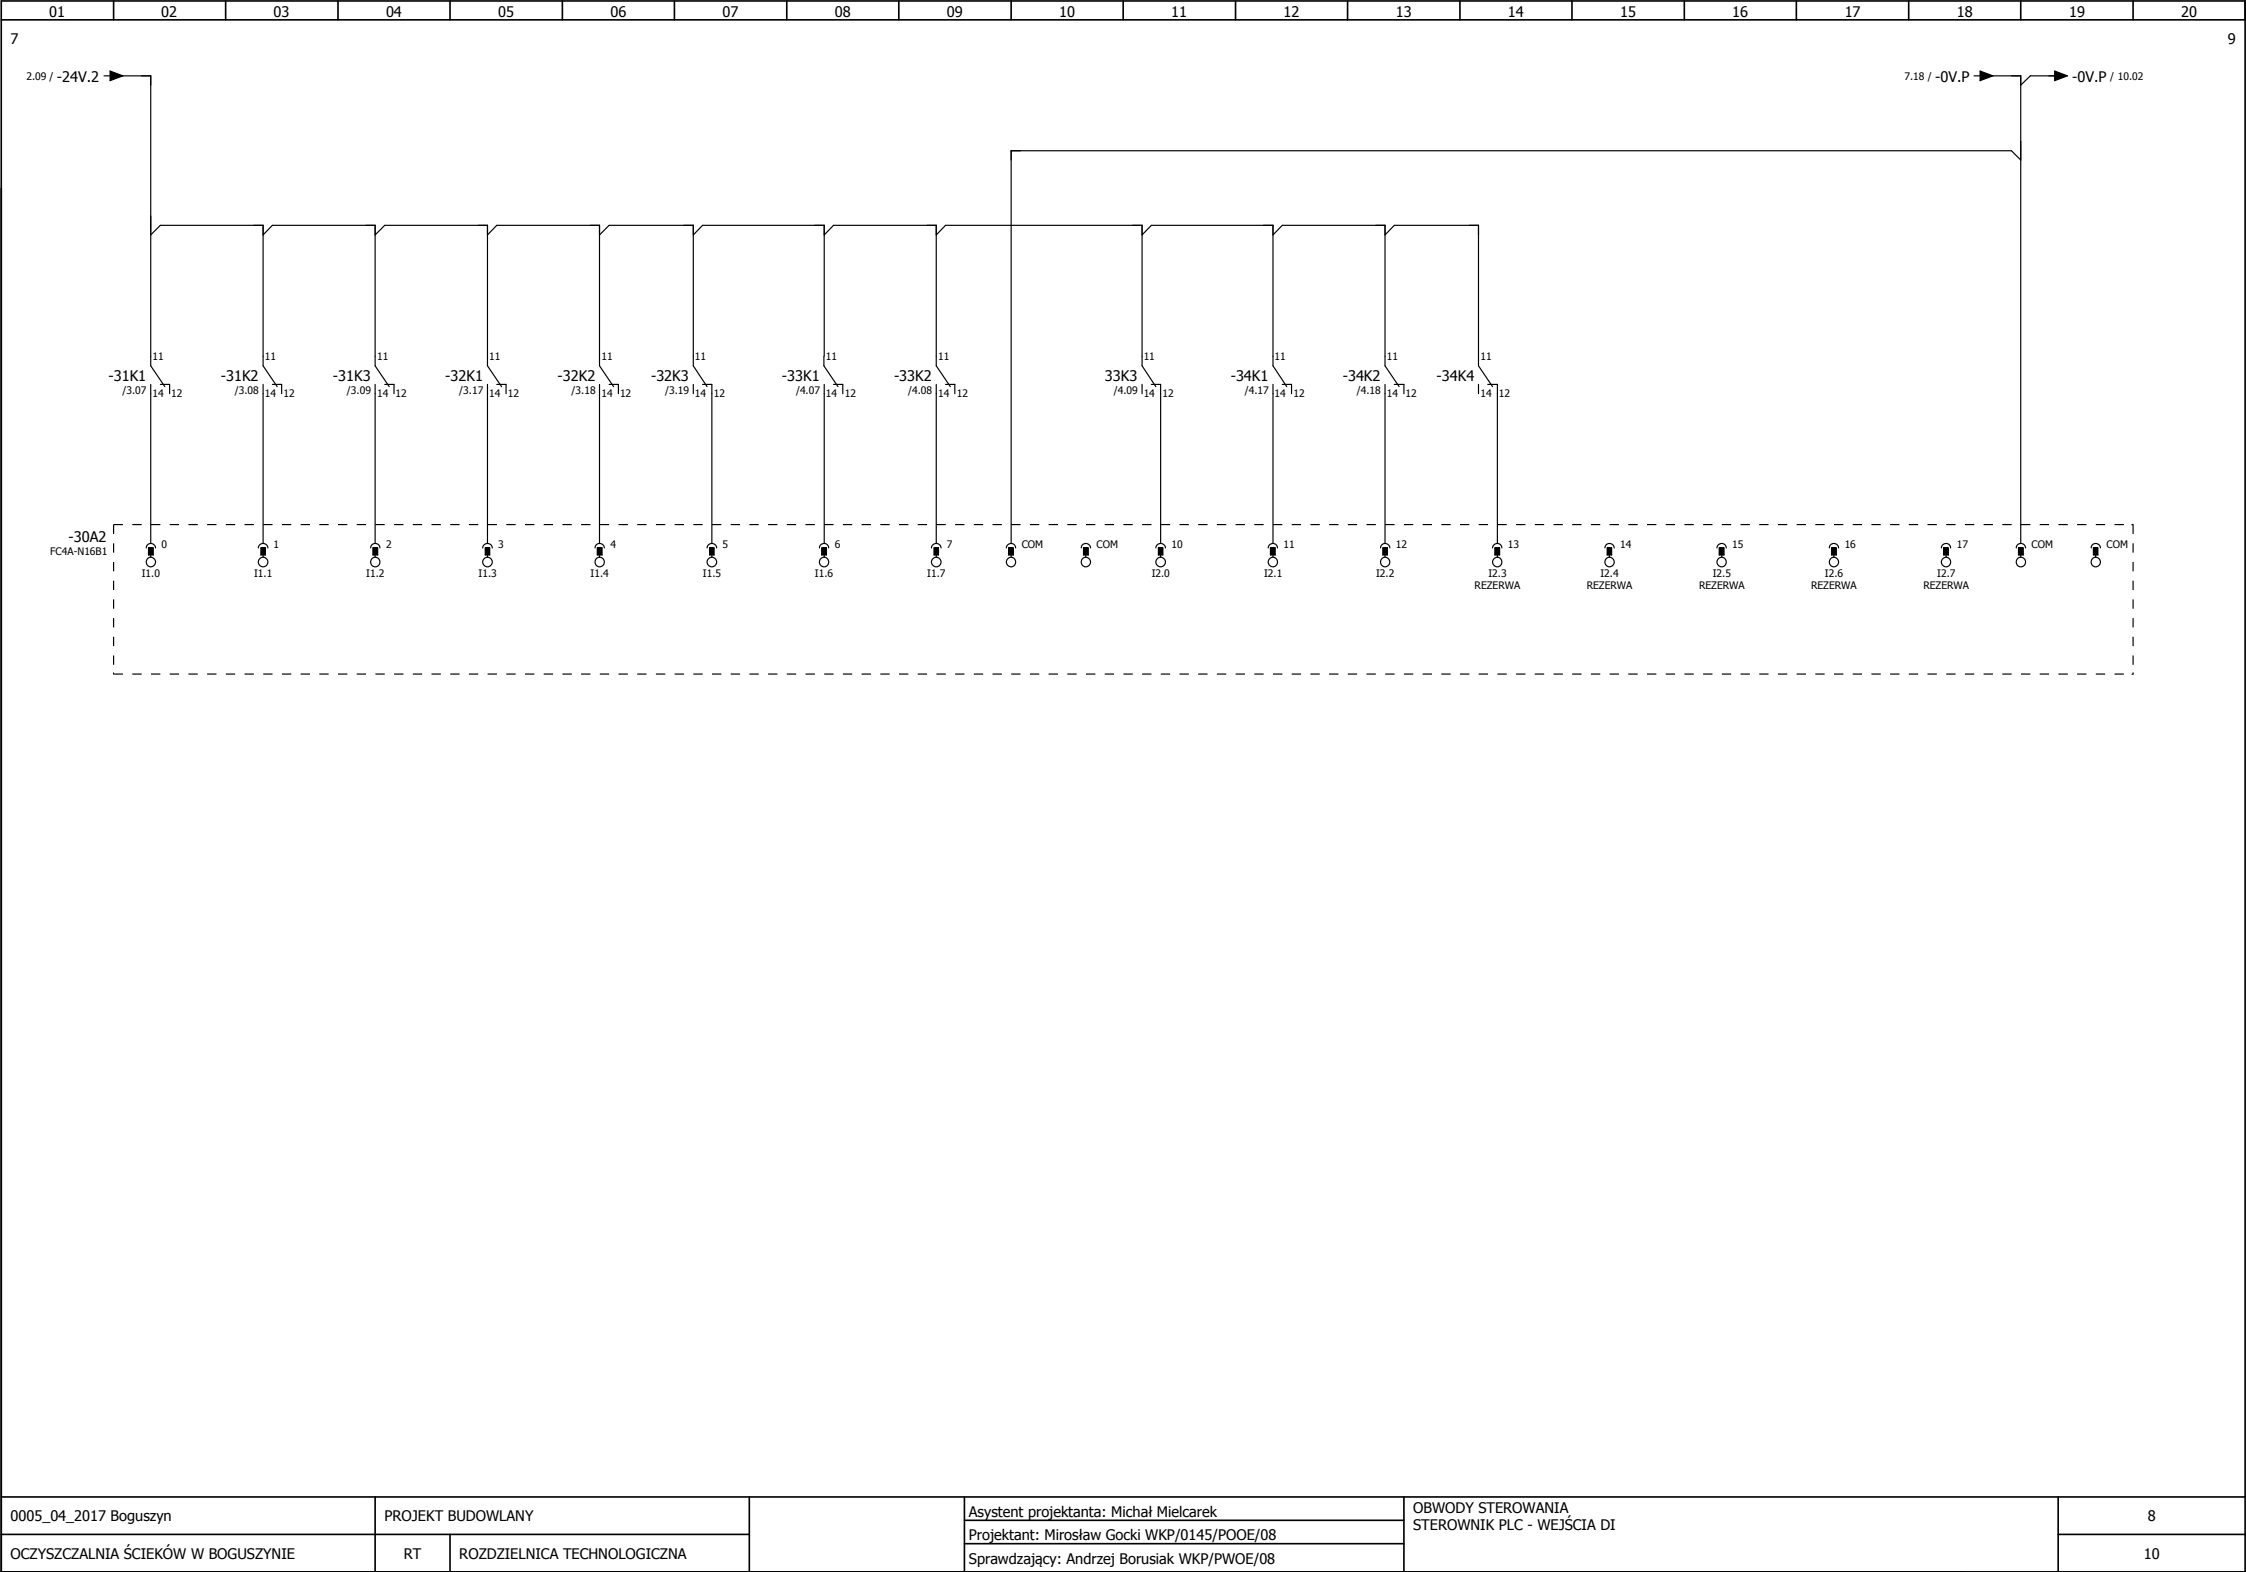 01 02 03 04 05 06 07 08 09 10 11 12 13 14 15 16 17 18 19 20
7 9
2.09 / -24V.2 7.18 / -0V.P -0V.P / 10.02
11 11 11 11 11 11 11 11 11 11 11 11
-31K1 -31K2 -31K3 -32K1 -32K2 -32K3 -33K1 -33K2 33K3 -34K1 -34K2 -34K4
/3.07 14 12 /3.08 14 12 /3.09 14 12 /3.17 14 12 /3.18 14 12 /3.19 14 12 /4.07 14 12 /4.08 14 12 /4.09 14 12 /4.17 14 12 /4.18 14 12 14 12
-30A2
FC4A-N16B1
0 1 2 3 4 5 6 7 COM COM 10 11 12 13 14 15 16 17 COM COM
I1.0 I1.1 I1.2 I1.3 I1.4 I1.5 I1.6 I1.7 I2.0 I2.1 I2.2 I2.3 I2.4 I2.5 I2.6 I2.7
REZERWA REZERWA REZERWA REZERWA REZERWA
0005_04_2017 Boguszyn
PROJEKT BUDOWLANY
OCZYSZCZALNIA ŚCIEKÓW W BOGUSZYNIE
RT ROZDZIELNICA TECHNOLOGICZNA
Asystent projektanta: Michał Mielcarek
Projektant: Mirosław Gocki WKP/0145/POOE/08
Sprawdzający: Andrzej Borusiak WKP/PWOE/08
OBWODY STEROWANIA
STEROWNIK PLC - WEJŚCIA DI
8
10